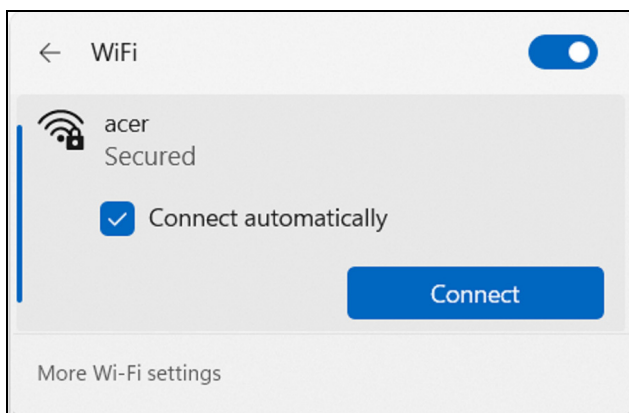 WiFi
acer
Secured
Connect automatically
Connect
More Wi-Fi settings